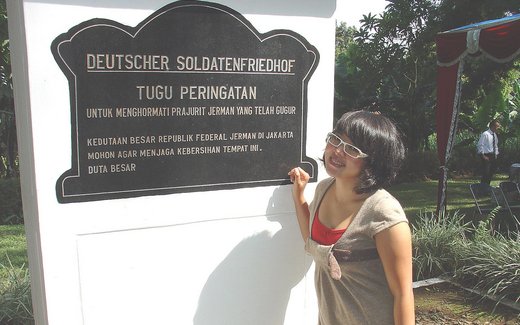 DEUTSCHER SOLDATENFRIEDHOF
TUGU PERINGATAN
UNTUK MENGHORMATI PRAJURIT JERMAN YANG TELAH GUGUR
KEDUTAAN BESAR REPUBLIK FEDERAL JERMAN DI JAKARTA
MOHON AGAR MENJAGA KEBERSIHAN TEMPAT INI.
DUTA BESAR